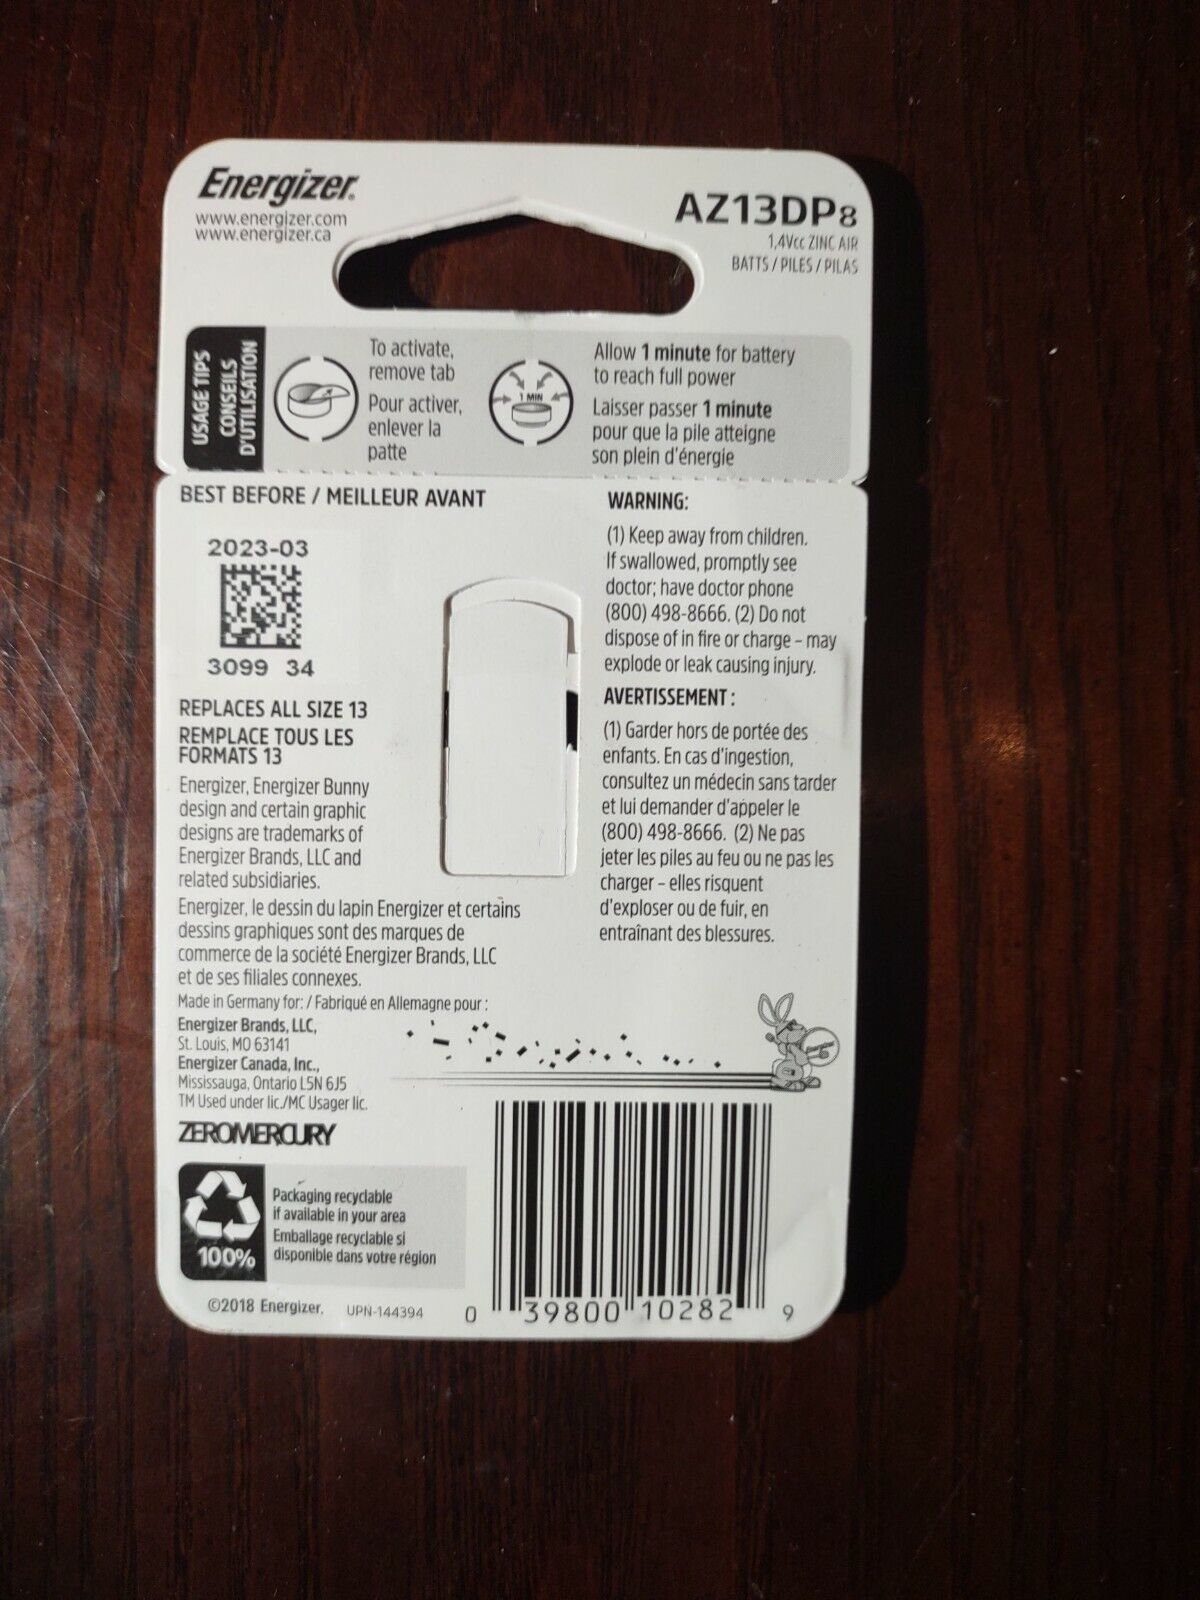 Energizer.
www.energizer.com
www.energizer.ca
AZ13DP8
1,4Vcc ZINC AIR
BATTS / PILES / PILAS
USAGE TIPS
CONSEILS
D'UTILISATION
To activate,
remove tab
Pour activer,
enlever la
patte
1 MIN
Allow 1 minute for battery
to reach full power
Laisser passer 1 minute
pour que la pile atteigne
son plein d'énergie
BEST BEFORE / MEILLEUR AVANT
2023-03
3099 34
REPLACES ALL SIZE 13
REMPLACE TOUS LES
FORMATS 13
Energizer, Energizer Bunny
design and certain graphic
designs are trademarks of
Energizer Brands, LLC and
related subsidiaries.
Energizer, le dessin du lapin Energizer et certains
dessins graphiques sont des marques de
commerce de la société Energizer Brands, LLC
et de ses filiales connexes.
Made in Germany for: / Fabriqué en Allemagne pour :
Energizer Brands, LLC,
St. Louis, MO 63141
Energizer Canada, Inc.,
Mississauga, Ontario L5N 6J5
TM Used under lic./MC Usager lic.
ZEROMERCURY
100%
Packaging recyclable
if available in your area
Emballage recyclable si
disponible dans votre région
©2018 Energizer. UPN-144394
WARNING:
(1) Keep away from children.
If swallowed, promptly see
doctor; have doctor phone
(800) 498-8666. (2) Do not
dispose of in fire or charge – may
explode or leak causing injury.
AVERTISSEMENT :
(1) Garder hors de portée des
enfants. En cas d'ingestion,
consultez un médecin sans tarder
et lui demander d'appeler le
(800) 498-8666. (2) Ne pas
jeter les piles au feu ou ne pas les
charger – elles risquent
d'exploser ou de fuir, en
entraînant des blessures.
0 39800 10282 9